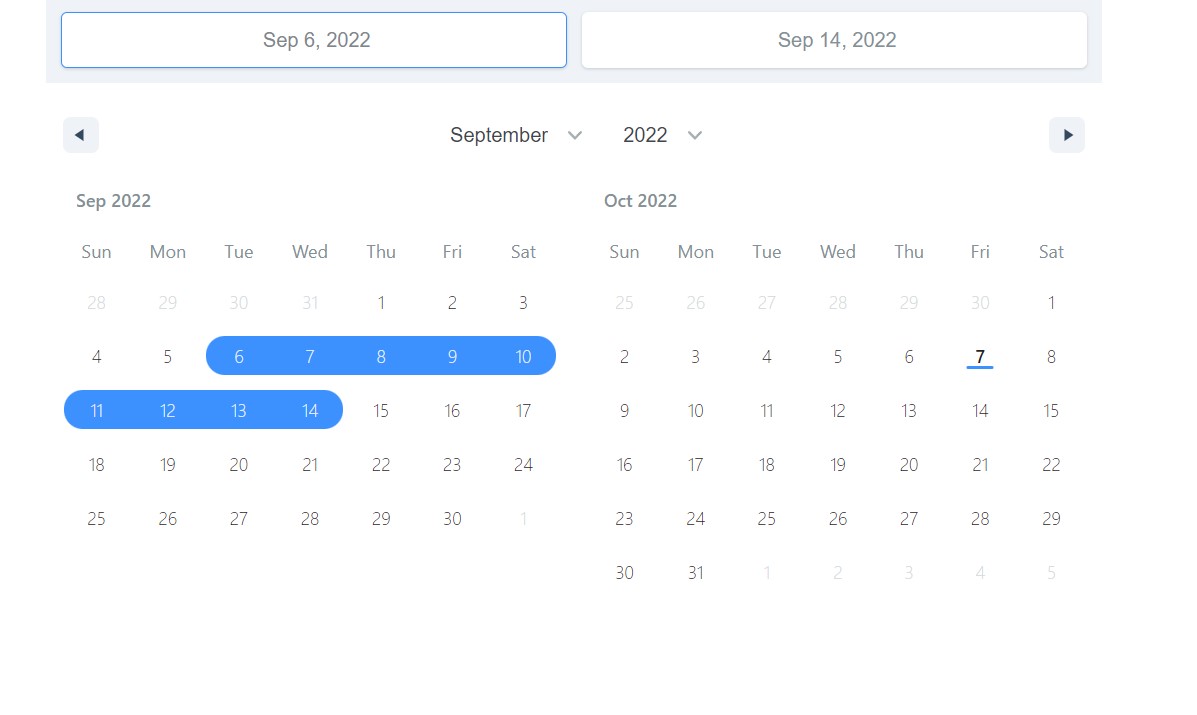 Sep 6, 2022 Sep 14, 2022
September 2022
Sep 2022
Sun Mon Tue Wed Thu Fri Sat
28 29 30 31 1 2 3
4 5 6 7 8 9 10
11 12 13 14 15 16 17
18 19 20 21 22 23 24
25 26 27 28 29 30 1
Oct 2022
Sun Mon Tue Wed Thu Fri Sat
25 26 27 28 29 30 1
2 3 4 5 6 7 8
9 10 11 12 13 14 15
16 17 18 19 20 21 22
23 24 25 26 27 28 29
30 31 1 2 3 4 5